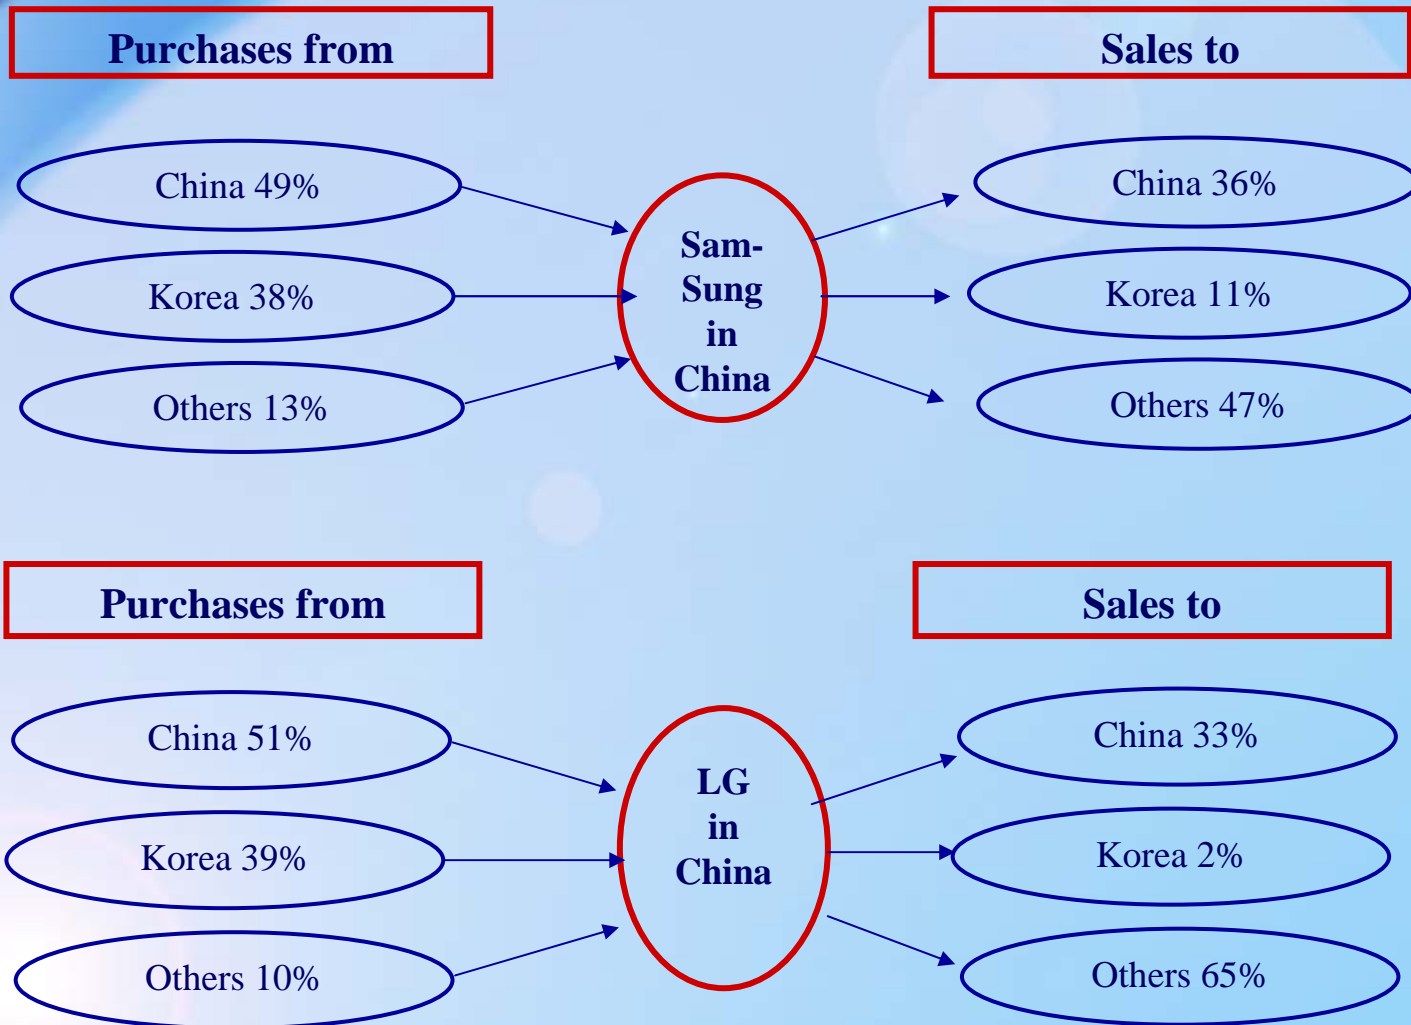 Purchases from
Sales to
China 49%
Korea 38%
Others 13%
Sam-
Sung
in
China
China 36%
Korea 11%
Others 47%
Purchases from
Sales to
China 51%
Korea 39%
Others 10%
LG
in
China
China 33%
Korea 2%
Others 65%